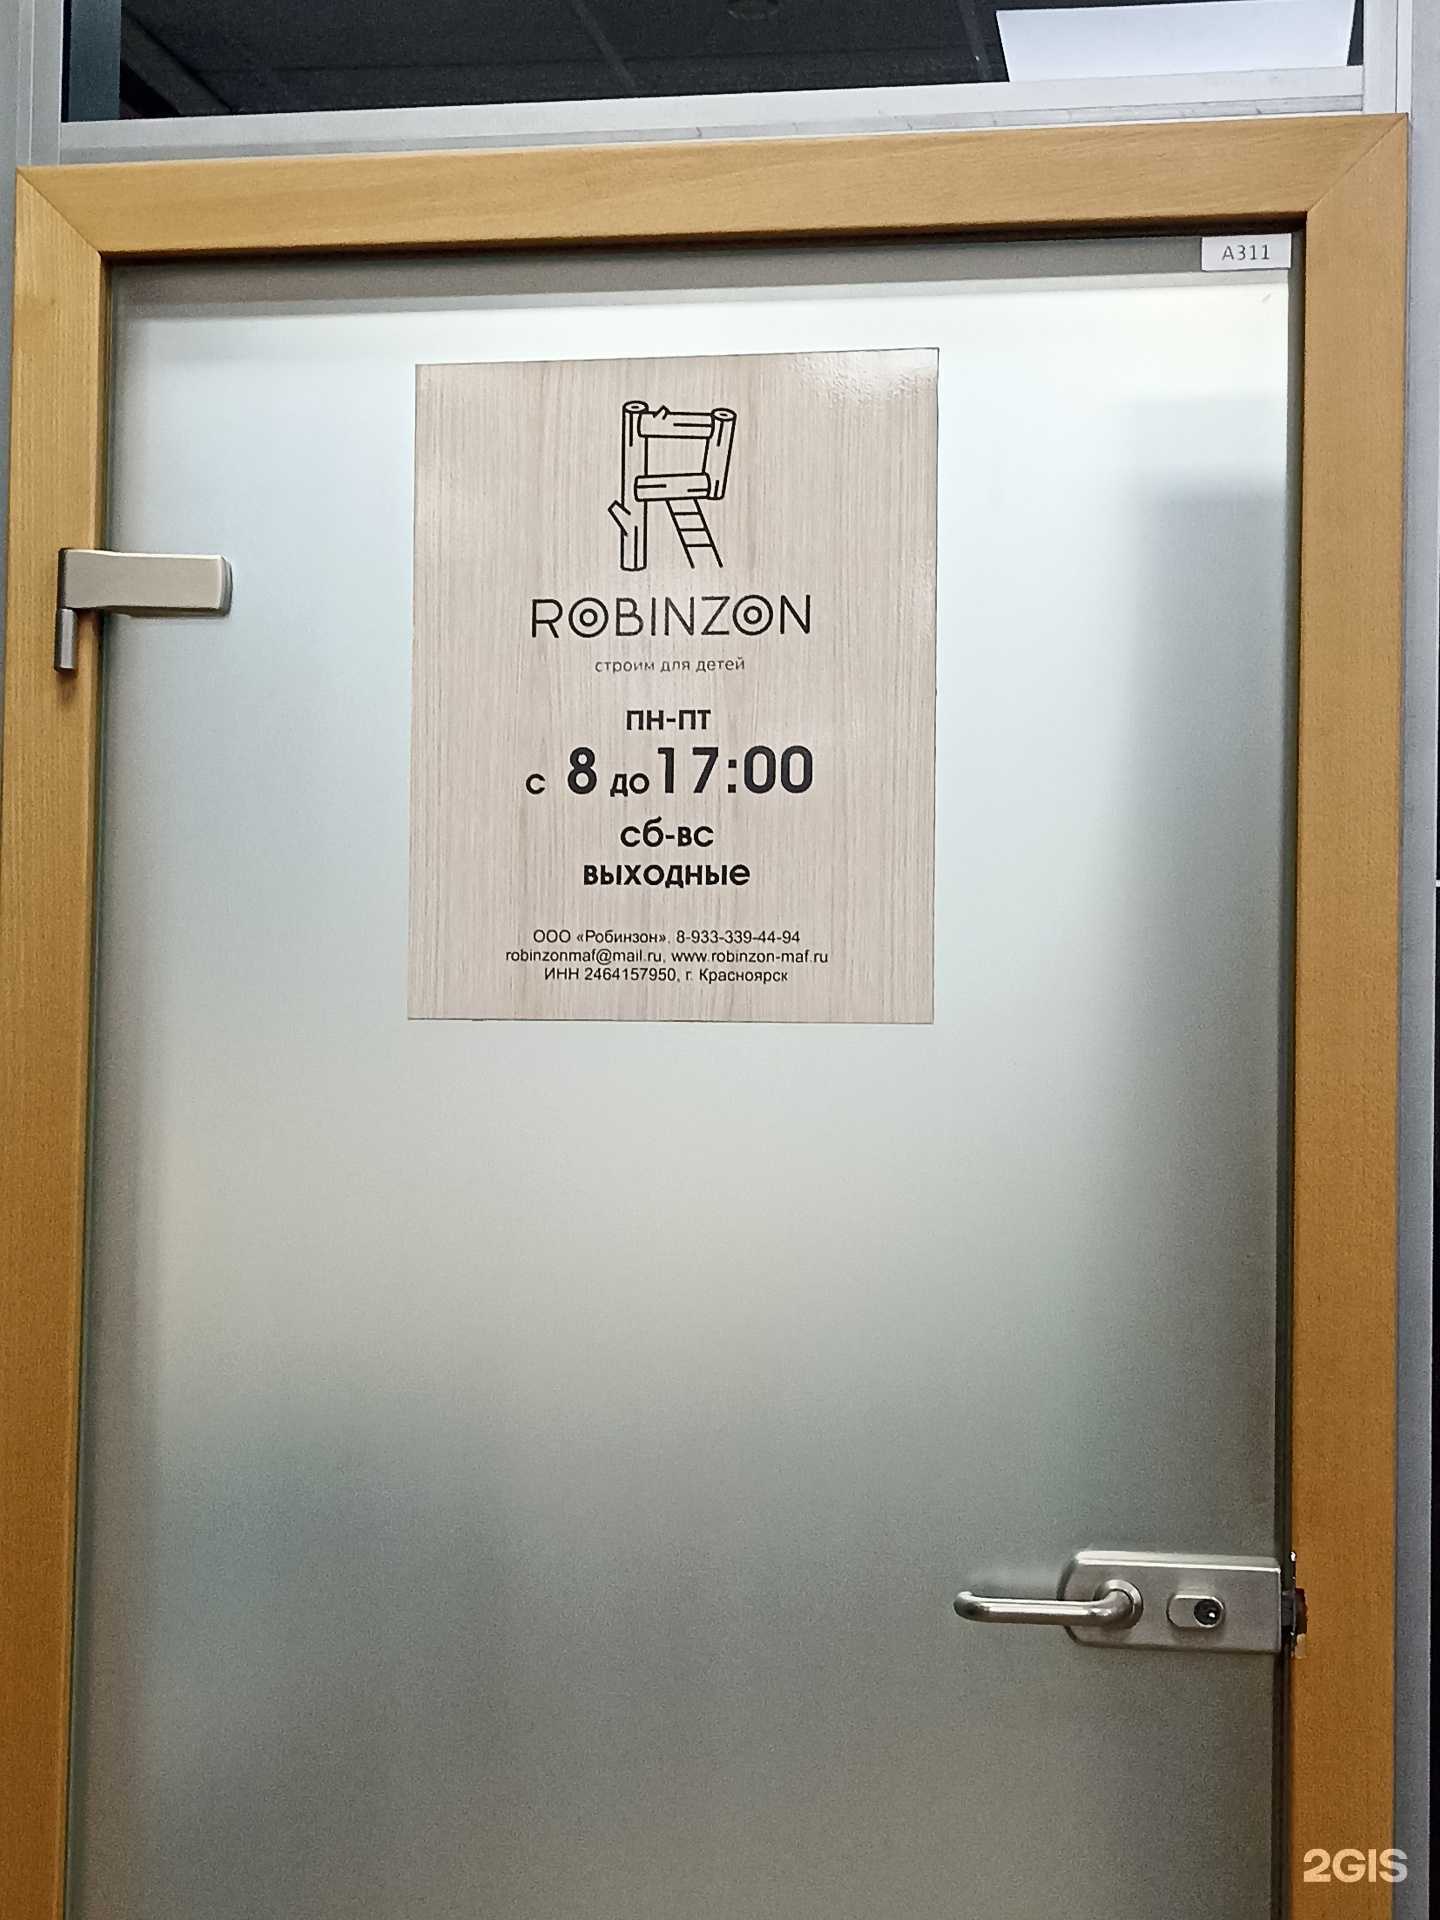 A311
ROBINZON
строим для детей
пн-пт
с 8 до 17:00
сб-вс
выходные
ООО «Робинзон». 8-933-339-44-94
robinzonmaf@mail.ru, www.robinzon-maf.ru
ИНН 2464157950, г. Красноярск
2GIS